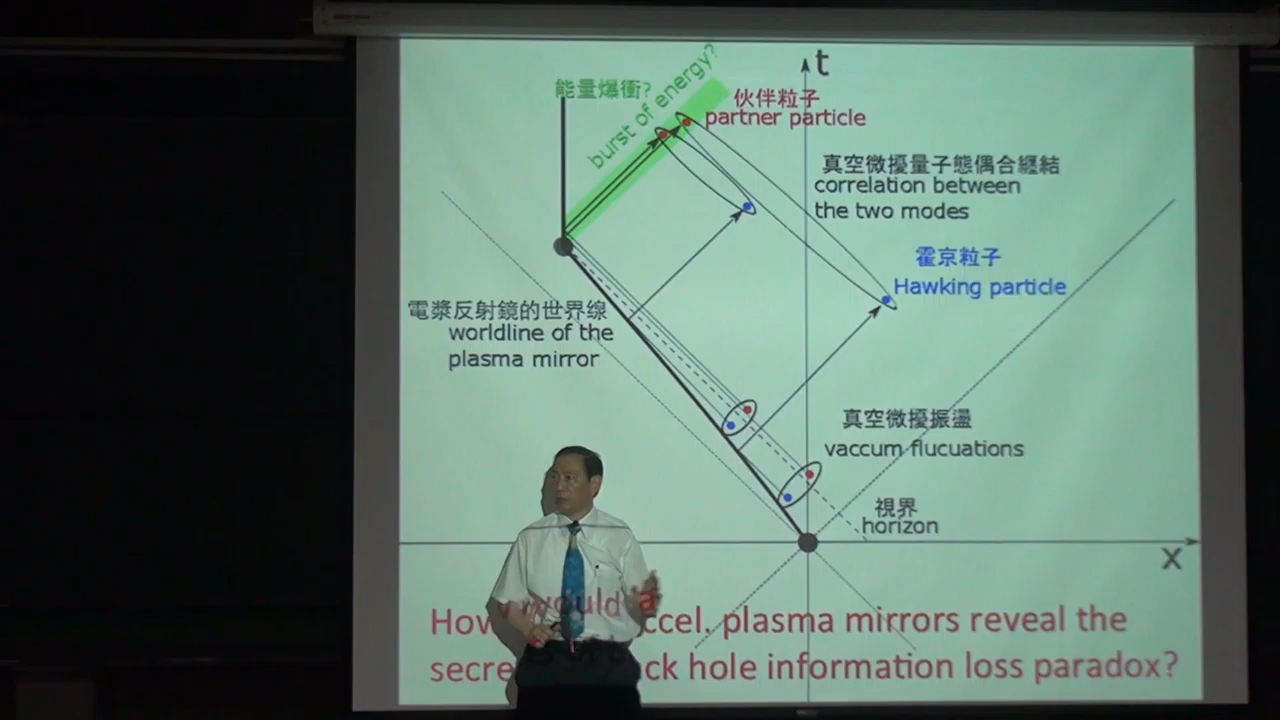 t
能量爆衝?
burst of energy?
伙伴粒子
partner particle
真空微擾量子態偶合纏結
correlation between
the two modes
霍京粒子
Hawking particle
電漿反射鏡的世界線
worldline of the
plasma mirror
真空微擾振盪
vaccum flucuations
視界
horizon
x
How would a ccel. plasma mirrors reveal the
hole information loss paradox?